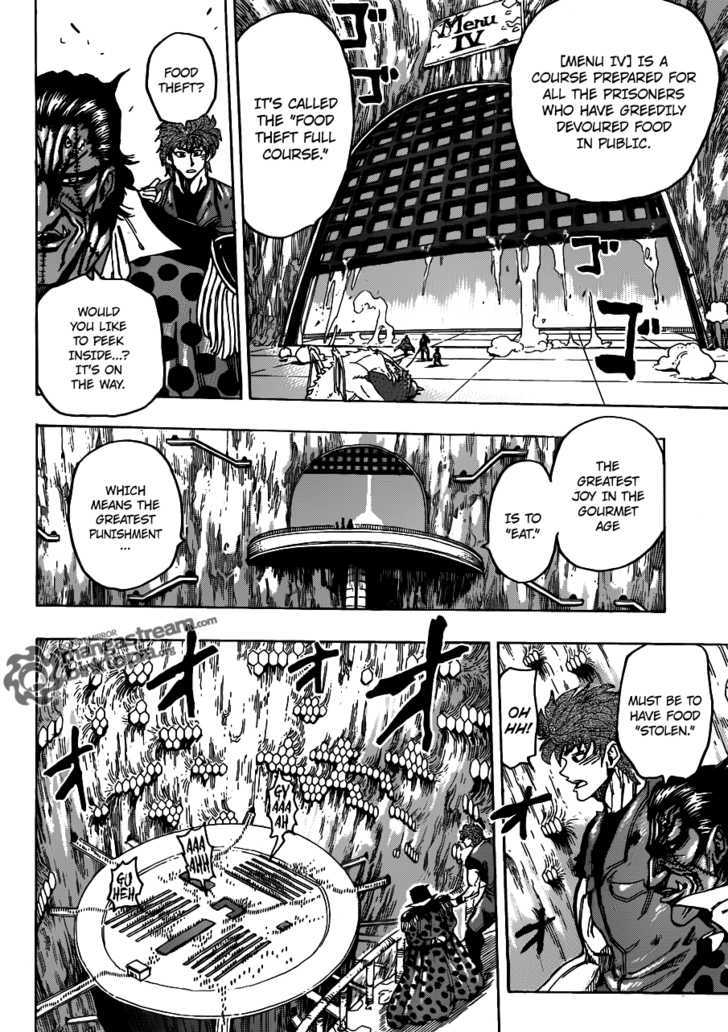 Menu
IV
[MENU IV] IS A
COURSE PREPARED FOR
ALL THE PRISONERS
WHO HAVE GREEDILY
DEVOURED FOOD
IN PUBLIC.
ゴゴ
ゴ
ゴ
IT'S CALLED
THE "FOOD
THEFT FULL
COURSE."
FOOD
THEFT?
WOULD
YOU LIKE
TO PEEK
INSIDE...?
IT'S ON
THE WAY.
THE
GREATEST
JOY IN THE
GOURMET
AGE
IS TO
"EAT."
WHICH
MEANS THE
GREATEST
PUNISHMENT
...
MUST BE TO
HAVE FOOD
"STOLEN."
OH
HH!
オ
オ
オ
オ
オ
GY
AAA
AH
AAA
AHH
GU
HEH
mangastream.com